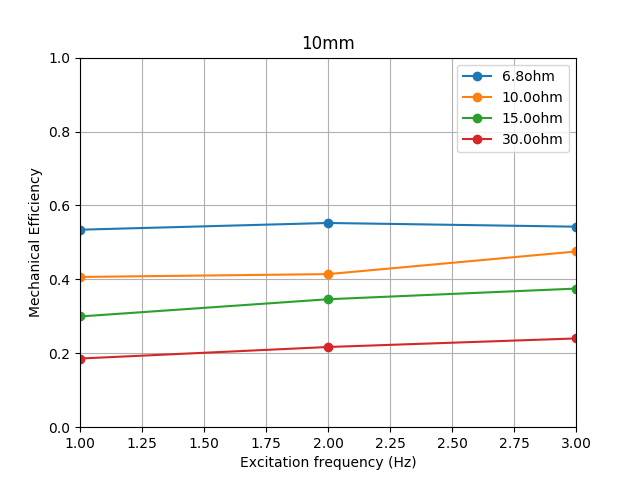 10mm
6.8ohm
10.0ohm
15.0ohm
30.0ohm
Mechanical Efficiency
1.0
0.8
0.6
0.4
0.2
0.0
1.00 1.25 1.50 1.75 2.00 2.25 2.50 2.75 3.00
Excitation frequency (Hz)